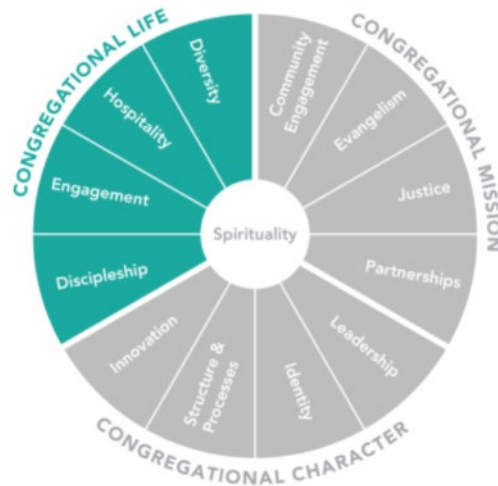 CONGREGATIONAL LIFE
Diversity
Hospitality
Engagement
Discipleship
CONGREGATIONAL MISSION
Community
Engagement
Evangelism
Justice
Partnerships
Spirituality
Leadership
Identity
Structure &
Processes
Innovation
CONGREGATIONAL CHARACTER